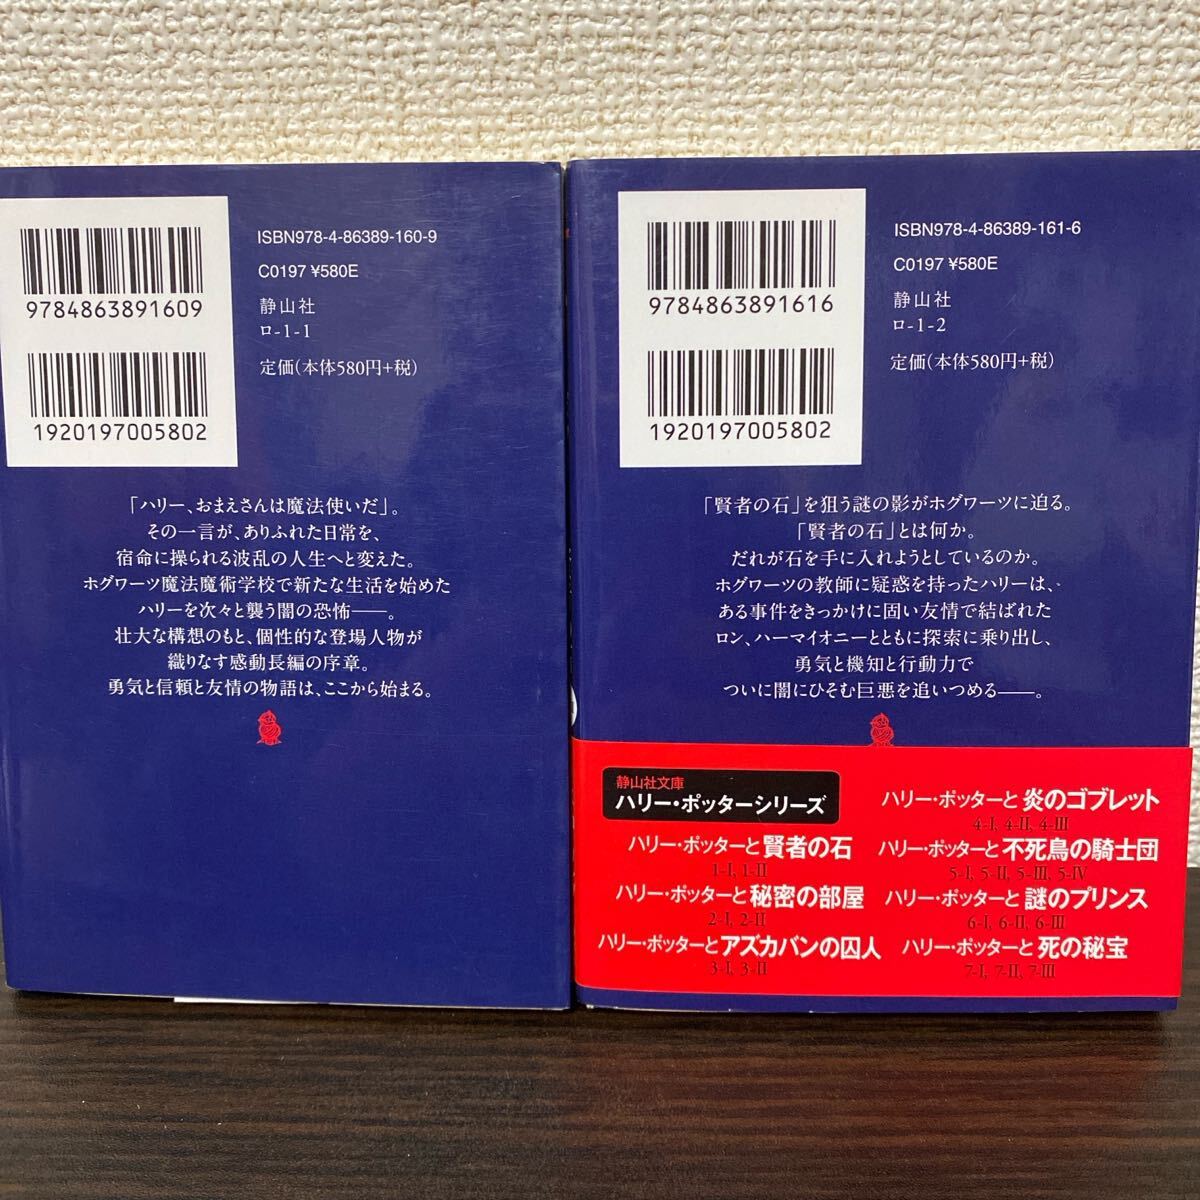 ISBN978-4-86389-160-9
C0197 ¥580E
静山社
ロ-1-1
定価(本体580円+税)
9784863891609
1920197005802
「ハリー、おまえさんは魔法使いだ」。
その一言が、ありふれた日常を、
宿命に操られる波乱の人生へと変えた。
ホグワーツ魔法魔術学校で新たな生活を始めた
ハリーを次々と襲う闇の恐怖――。
壮大な構想のもと、個性的な登場人物が
織りなす感動長編の序章。
勇気と信頼と友情の物語は、ここから始まる。
ISBN978-4-86389-161-6
C0197 ¥580E
静山社
ロ-1-2
定価(本体580円+税)
9784863891616
1920197005802
「賢者の石」を狙う謎の影がホグワーツに迫る。
「賢者の石」とは何か。
だれが石を手に入れようとしているのか。
ホグワーツの教師に疑惑を持ったハリーは、
ある事件をきっかけに固い友情で結ばれた
ロン、ハーマイオニーとともに探索に乗り出し、
勇気と機知と行動力で
ついに闇にひそむ巨悪を追いつめる――。
静山社文庫
ハリー・ポッターシリーズ
ハリー・ポッターと 賢者の石
1-I, 1-II
ハリー・ポッターと 秘密の部屋
2-I, 2-II
ハリー・ポッターと アズカバンの囚人
3-I, 3-II
ハリー・ポッターと 炎のゴブレット
4-I, 4-II, 4-III
ハリー・ポッターと 不死鳥の騎士団
5-I, 5-II, 5-III, 5-IV
ハリー・ポッターと 謎のプリンス
6-I, 6-II, 6-III
ハリー・ポッターと 死の秘宝
7-I, 7-II, 7-III